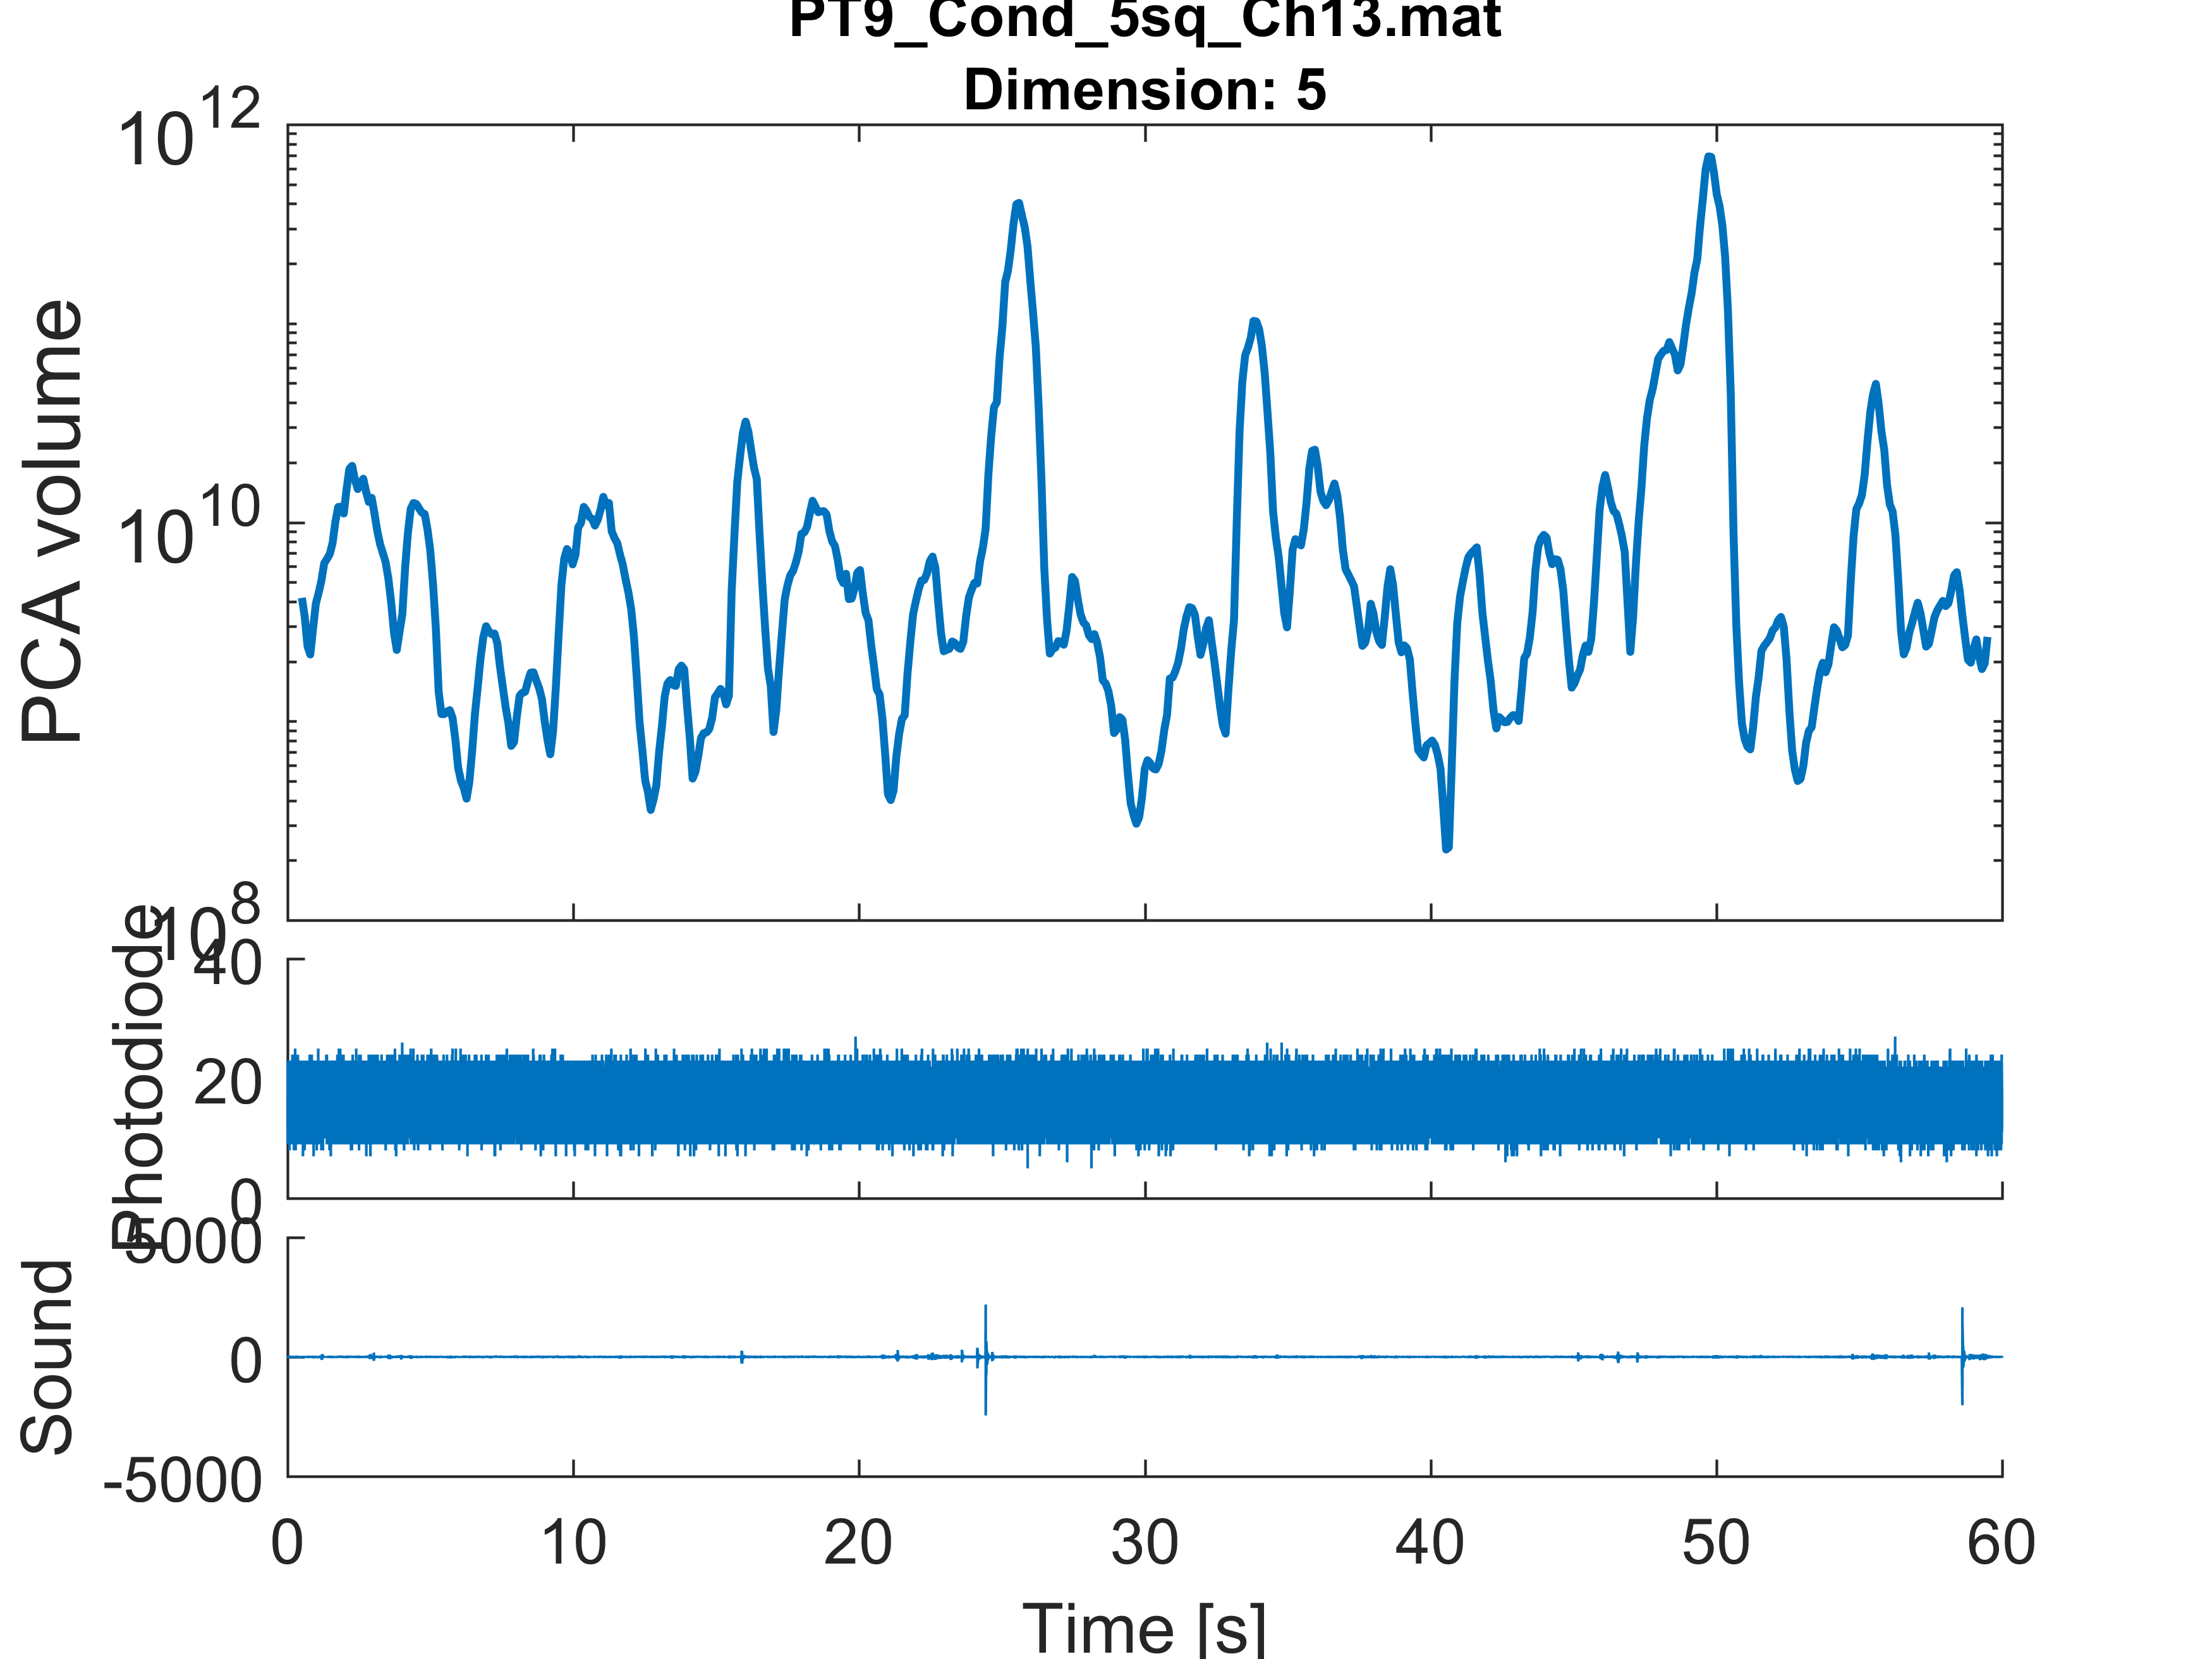 PT9_Cond_5sq_Ch13.mat
Dimension: 5
10^12
10^10
10^8
PCA volume
40
20
0
Photodiode
5000
0
-5000
Sound
0 10 20 30 40 50 60
Time [s]